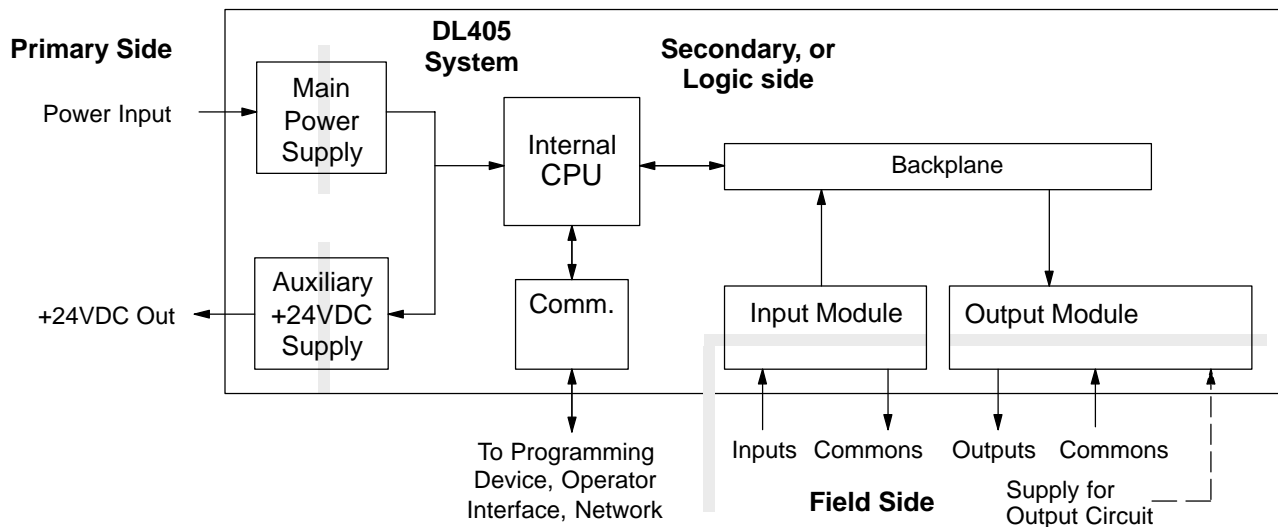 Primary Side
DL405
System
Secondary, or
Logic side
Power Input
Main
Power
Supply
Internal
CPU
Backplane
+24VDC Out
Auxiliary
+24VDC
Supply
Comm.
Input Module
Output Module
To Programming
Device, Operator
Interface, Network
Inputs
Commons
Outputs
Commons
Field Side
Supply for
Output Circuit